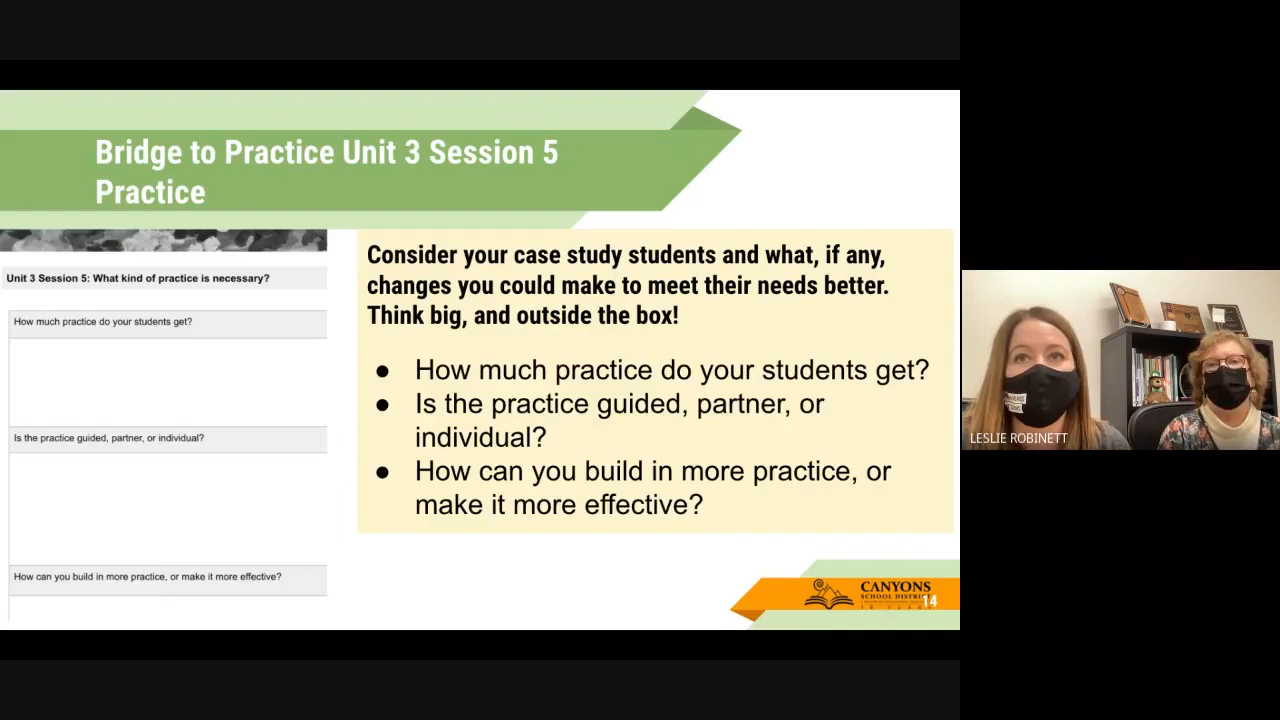 Bridge to Practice Unit 3 Session 5
Practice
Unit 3 Session 5: What kind of practice is necessary?
How much practice do your students get?
Is the practice guided, partner, or individual?
How can you build in more practice, or make it more effective?
Consider your case study students and what, if any,
changes you could make to meet their needs better.
Think big, and outside the box!
● How much practice do your students get?
● Is the practice guided, partner, or
individual?
● How can you build in more practice, or
make it more effective?
CANYONS
SCHOOL DISTRICT
14
LESLIE ROBINETT